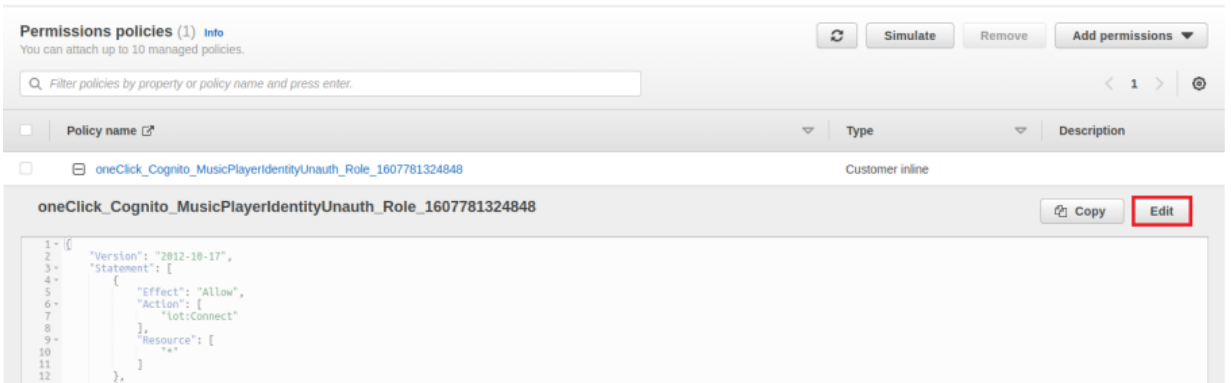 Permissions policies (1) Info
You can attach up to 10 managed policies.
Simulate Remove Add permissions
Filter policies by property or policy name and press enter.
1
Policy name Type Description
oneClick_Cognito_MusicPlayerIdentityUnauth_Role_1607781324848 Customer inline
oneClick_Cognito_MusicPlayerIdentityUnauth_Role_1607781324848
Copy Edit
1 {
2 "Version": "2012-10-17",
3 "Statement": [
4 {
5 "Effect": "Allow",
6 "Action": [
7 "iot:Connect"
8 ],
9 "Resource": [
10 "*"
11 ]
12 },